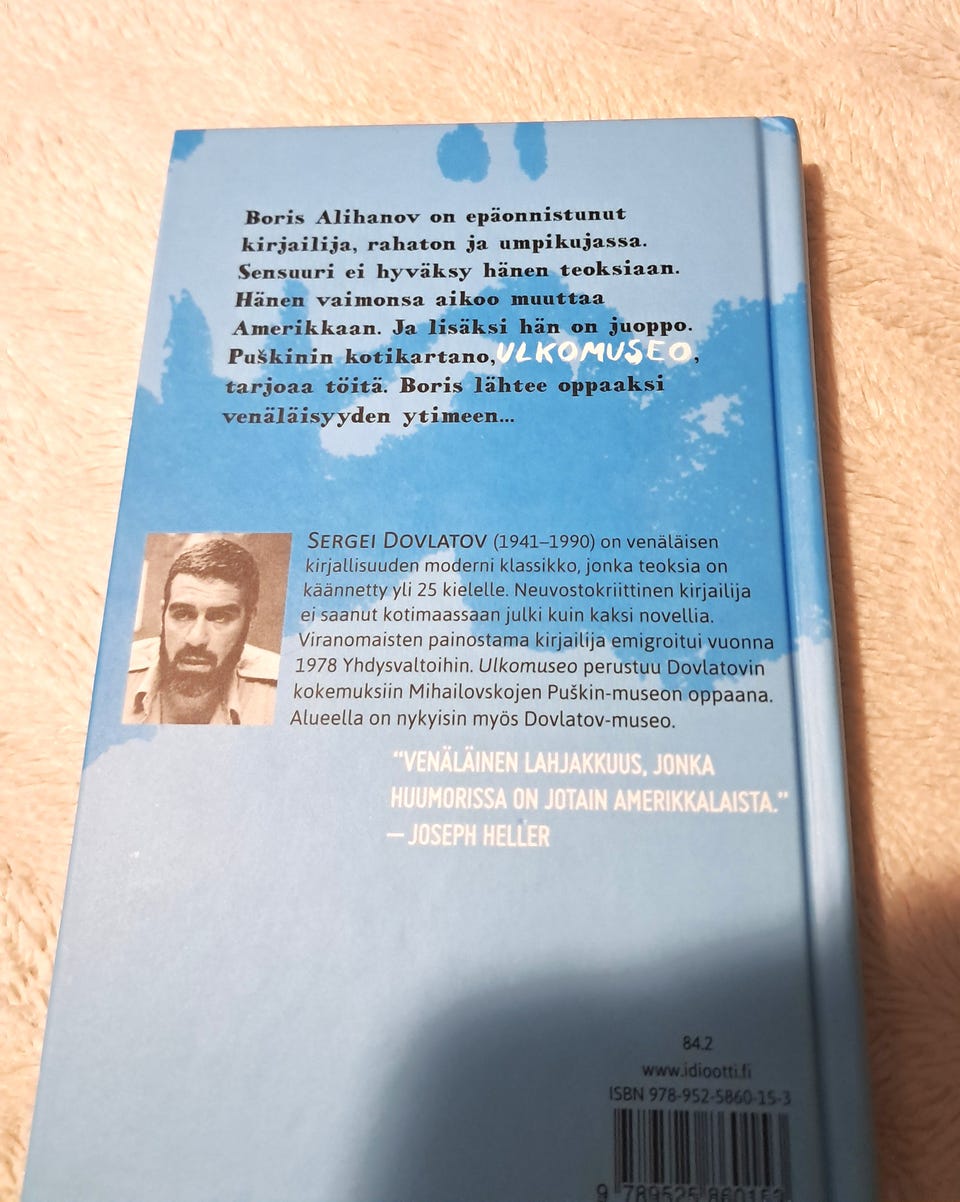 Boris Alihanov on epäonnistunut
kirjailija, rahaton ja umpikujassa.
Sensuuri ei hyväksy hänen teoksiaan.
Hänen vaimonsa aikoo muuttaa
Amerikkaan. Ja lisäksi hän on juoppo.
Puškinin kotikartano, ULKOMUSEO,
tarjoaa töitä. Boris lähtee oppaaksi
venäläisyyden ytimeen...
SERGEI DOVLATOV (1941–1990) on venäläisen
kirjallisuuden moderni klassikko, jonka teoksia on
käännetty yli 25 kielelle. Neuvostokriittinen kirjailija
ei saanut kotimaassaan julki kuin kaksi novellia.
Viranomaisten painostama kirjailija emigroitui vuonna
1978 Yhdysvaltoihin. Ulkomuseo perustuu Dovlatovin
kokemuksiin Mihailovskojen Puškin-museon oppaana.
Alueella on nykyisin myös Dovlatov-museo.
"VENÄLÄINEN LAHJAKKUUS, JONKA
HUUMORISSA ON JOTAIN AMERIKKALAISTA."
— JOSEPH HELLER
84.2
www.idiootti.fi
ISBN 978-952-5860-15-3
9 789525 860153